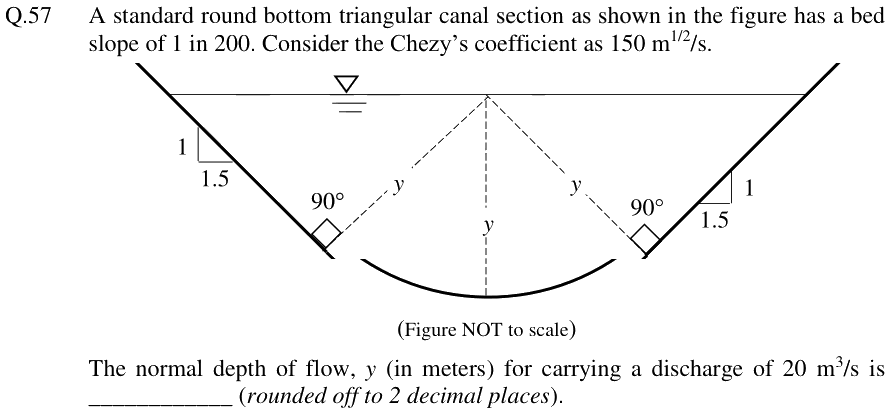 Q.57 A standard round bottom triangular canal section as shown in the figure has a bed
slope of 1 in 200. Consider the Chezy's coefficient as 150 m^{1/2}/s.
1
1.5
90°
y
y
y
90°
1
1.5
(Figure NOT to scale)
The normal depth of flow, y (in meters) for carrying a discharge of 20 m³/s is
____________ (rounded off to 2 decimal places).